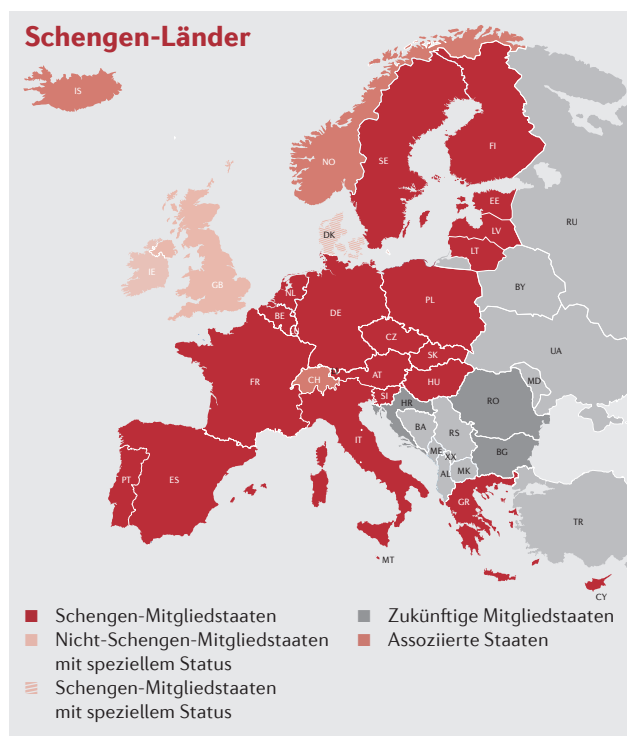 Schengen-Länder
IS
NO
SE
FI
EE
LV
LT
RU
DK
IE
GB
NL
BE
LU
DE
PL
BY
CZ
SK
UA
FR
CH
AT
HU
MD
SI
HR
RO
IT
BA
RS
ME
XX
BG
AL
MK
PT
ES
GR
TR
MT
CY
Schengen-Mitgliedstaaten
Nicht-Schengen-Mitgliedstaaten
mit speziellem Status
Schengen-Mitgliedstaaten
mit speziellem Status
Zukünftige Mitgliedstaaten
Assoziierte Staaten